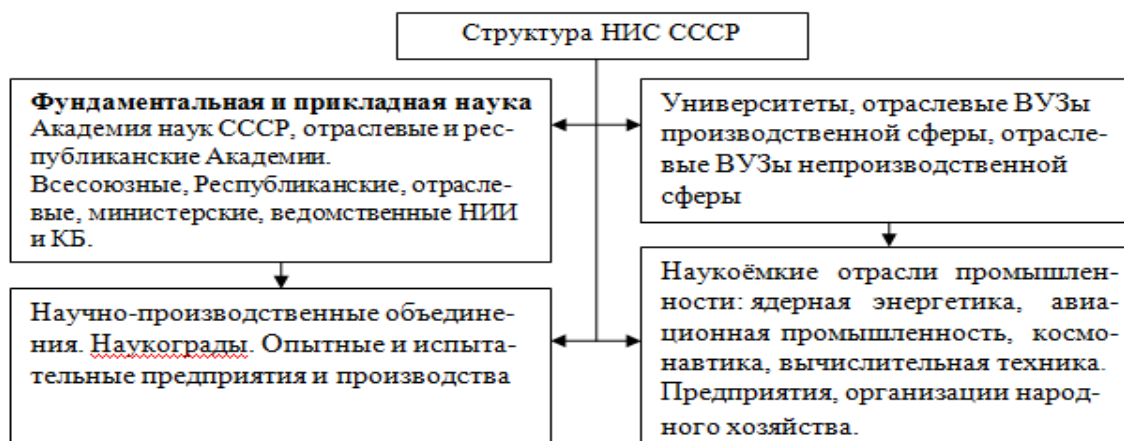 Структура НИС СССР
Фундаментальная и прикладная наука
Академия наук СССР, отраслевые и рес-
публиканские Академии.
Всесоюзные, Республиканские, отрасле-
вые, министерские, ведомственные НИИ
и КБ.
Университеты, отраслевые ВУЗы
производственной сферы, отрасле-
вые ВУЗы непроизводственной
сферы
Научно-производственные объедине-
ния. Наукограды. Опытные и испыта-
тельные предприятия и производства
Наукоёмкие отрасли промышлен-
ности: ядерная энергетика, авиа-
ционная промышленность, космо-
навтика, вычислительная техника.
Предприятия, организации народ-
ного хозяйства.